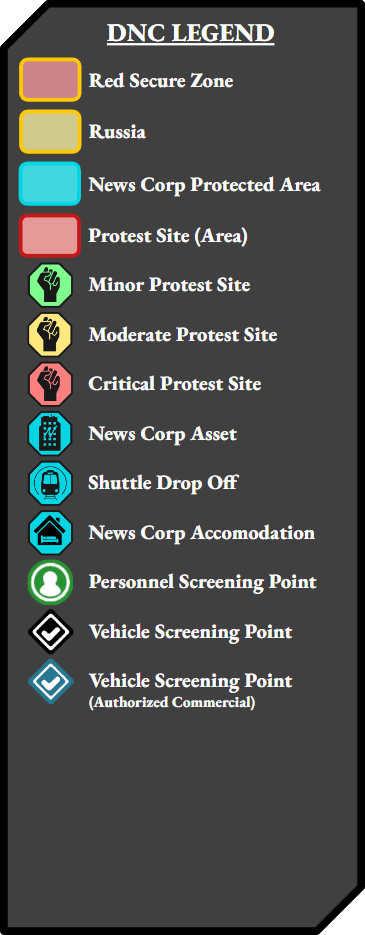 DNC LEGEND
Red Secure Zone
Russia
News Corp Protected Area
Protest Site (Area)
Minor Protest Site
Moderate Protest Site
Critical Protest Site
News Corp Asset
Shuttle Drop Off
News Corp Accomodation
Personnel Screening Point
Vehicle Screening Point
Vehicle Screening Point
(Authorized Commercial)